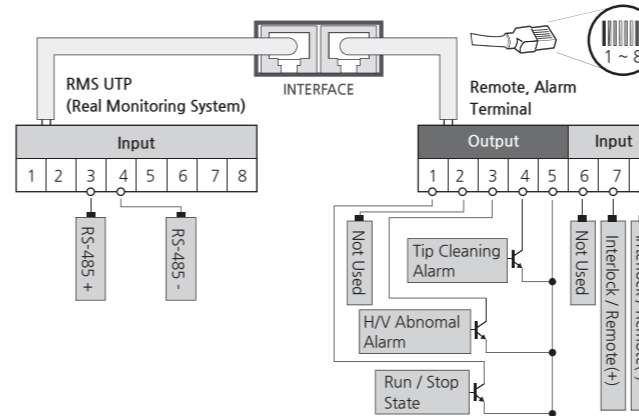 1 ~ 8
INTERFACE
RMS UTP
(Real Monitoring System)
Remote, Alarm
Terminal
Input
1 2 3 4 5 6 7 8
RS-485 +
RS-485 -
Output
Input
1 2 3 4 5 6 7
Not Used
Tip Cleaning
Alarm
H/V Abnomal
Alarm
Run / Stop
State
Not Used
Interlock / Remote(+)